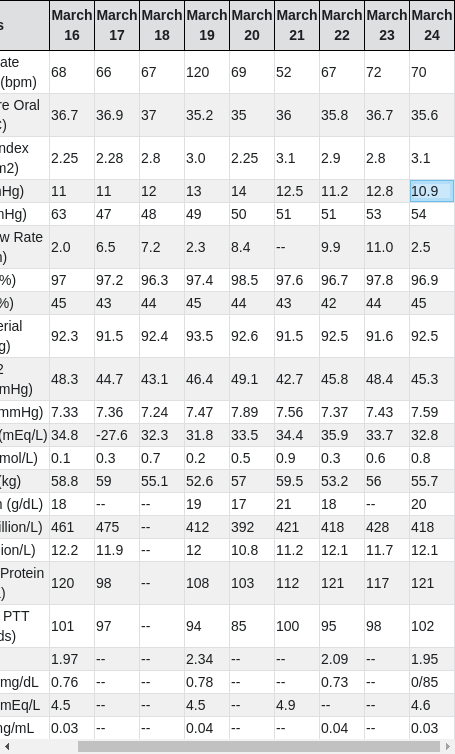 s March 16 March 17 March 18 March 19 March 20 March 21 March 22 March 23 March 24
ate (bpm) 68 66 67 120 69 52 67 72 70
re Oral C) 36.7 36.9 37 35.2 35 36 35.8 36.7 35.6
ndex m2) 2.25 2.28 2.8 3.0 2.25 3.1 2.9 2.8 3.1
nHg) 11 11 12 13 14 12.5 11.2 12.8 10.9
mHg) 63 47 48 49 50 51 51 53 54
w Rate n) 2.0 6.5 7.2 2.3 8.4 -- 9.9 11.0 2.5
%) 97 97.2 96.3 97.4 98.5 97.6 96.7 97.8 96.9
%) 45 43 44 45 44 43 42 44 45
erial g) 92.3 91.5 92.4 93.5 92.6 91.5 92.5 91.6 92.5
2 mHg) 48.3 44.7 43.1 46.4 49.1 42.7 45.8 48.4 45.3
mmHg) 7.33 7.36 7.24 7.47 7.89 7.56 7.37 7.43 7.59
(mEq/L) 34.8 -27.6 32.3 31.8 33.5 34.4 35.9 33.7 32.8
mol/L) 0.1 0.3 0.7 0.2 0.5 0.9 0.3 0.6 0.8
(kg) 58.8 59 55.1 52.6 57 59.5 53.2 56 55.7
n (g/dL) 18 -- -- 19 17 21 18 -- 20
illion/L) 461 475 -- 412 392 421 418 428 418
ion/L) 12.2 11.9 -- 12 10.8 11.2 12.1 11.7 12.1
Protein L) 120 98 -- 108 103 112 121 117 121
PTT ds) 101 97 -- 94 85 100 95 98 102
1.97 -- -- 2.34 -- -- 2.09 -- 1.95
mg/dL 0.76 -- -- 0.78 -- -- 0.73 -- 0/85
mEq/L 4.5 -- -- 4.5 -- 4.9 -- -- 4.6
ng/mL 0.03 -- -- 0.04 -- -- 0.04 -- 0.03